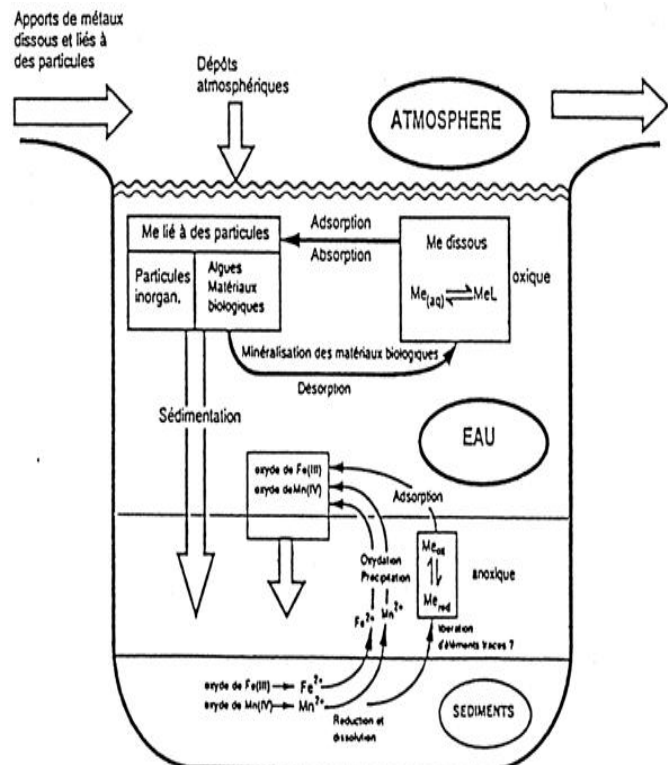 Apports de métaux
dissous et liés à
des particules
Dépôts
atmosphériques
ATMOSPHERE
Me lié à des particules
Particules
inorgan.
Algues
Matériaux
biologiques
Adsorption
Absorption
Me dissous
Me(aq) ⇌ MeL
oxique
Minéralisation des matériaux biologiques
Désorption
Sédimentation
EAU
oxyde de Fe(III)
oxyde deMn(IV)
Adsorption
Oxydation
Précipitation
Meox
⇅
Mered
anoxique
Fe2+ Mn2+
libération
d'éléments traces ?
oxyde de Fe(III) → Fe2+
oxyde de Mn(IV) → Mn2+
Réduction et
dissolution
SEDIMENTS